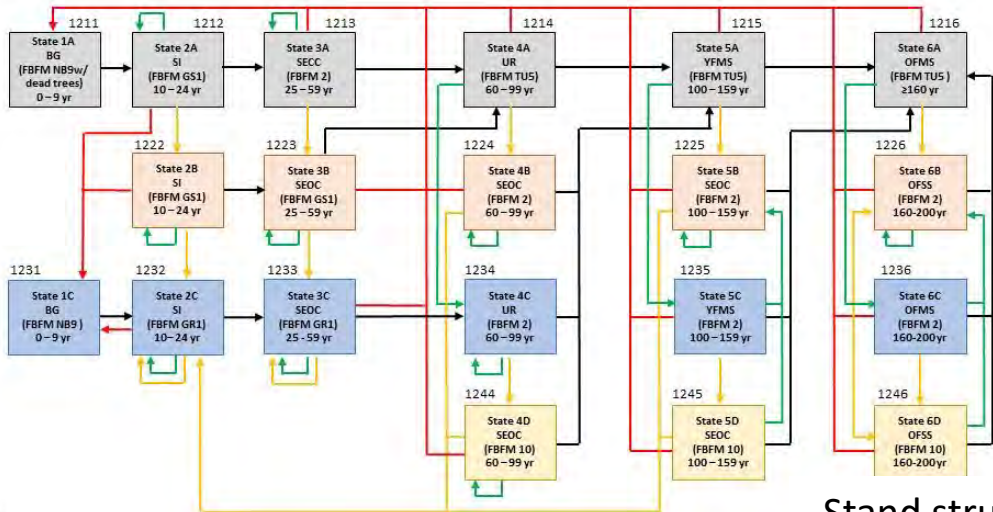 1211
1212
1213
1214
1215
1216
State 1A
BG
(FBFM NB9w/
dead trees)
0 – 9 yr
State 2A
SI
(FBFM GS1)
10 – 24 yr
State 3A
SECC
(FBFM 2)
25 – 59 yr
State 4A
UR
(FBFM TU5)
60 – 99 yr
State 5A
YFMS
(FBFM TU5)
100 – 159 yr
State 6A
OFMS
(FBFM TU5 )
≥160 yr
1222
1223
1224
1225
1226
State 2B
SI
(FBFM GS1)
10 – 24 yr
State 3B
SEOC
(FBFM GS1)
25 – 59 yr
State 4B
SEOC
(FBFM 2)
60 – 99 yr
State 5B
SEOC
(FBFM 2)
100 – 159 yr
State 6B
OFSS
(FBFM 2)
160-200 yr
1231
1232
1233
1234
1235
1236
State 1C
BG
(FBFM NB9 )
0 – 9 yr
State 2C
SI
(FBFM GR1)
10– 24 yr
State 3C
SEOC
(FBFM GR1)
25 - 59 yr
State 4C
UR
(FBFM 2)
60 – 99 yr
State 5C
YFMS
(FBFM 2)
100 – 159 yr
State 6C
OFMS
(FBFM 2)
160-200 yr
1244
1245
1246
State 4D
SEOC
(FBFM 10)
60 – 99 yr
State 5D
SEOC
(FBFM 10)
100 – 159 yr
State 6D
OFSS
(FBFM 10)
160-200 yr